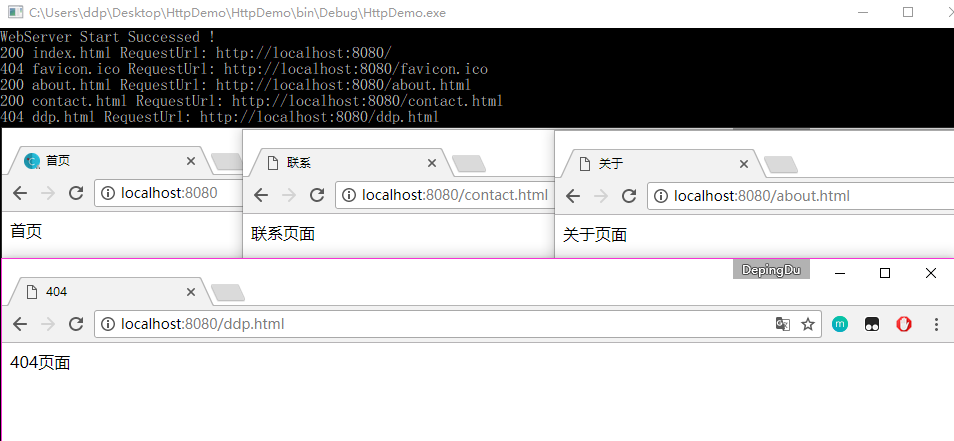 C:\Users\ddp\Desktop\HttpDemo\HttpDemo\bin\Debug\HttpDemo.exe
WebServer Start Successed !
200 index.html RequestUrl: http://localhost:8080/
404 favicon.ico RequestUrl: http://localhost:8080/favicon.ico
200 about.html RequestUrl: http://localhost:8080/about.html
200 contact.html RequestUrl: http://localhost:8080/contact.html
404 ddp.html RequestUrl: http://localhost:8080/ddp.html
首页
localhost:8080
首页
联系
localhost:8080/contact.html
联系页面
关于
localhost:8080/about.html
关于页面
DepingDu
404
localhost:8080/ddp.html
m
404页面